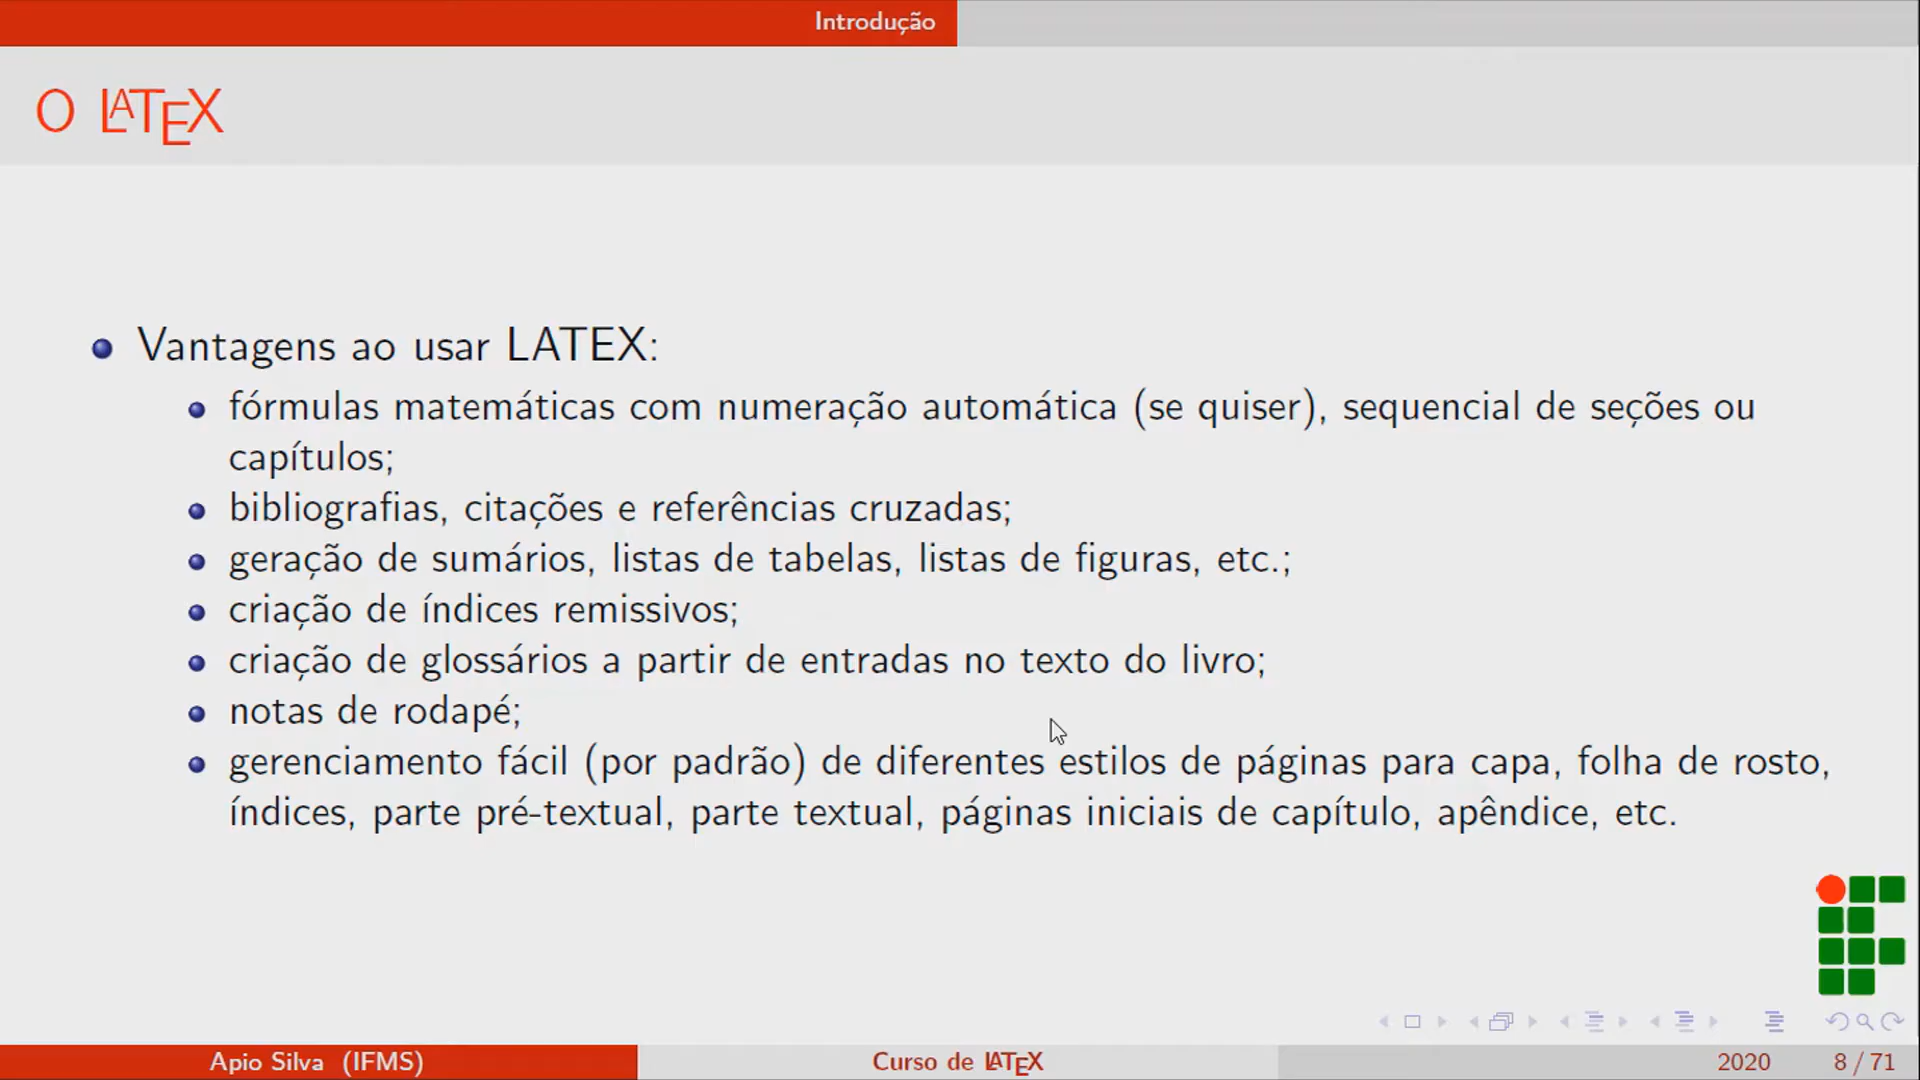 Introdução
O LATEX
Vantagens ao usar LATEX:
fórmulas matemáticas com numeração automática (se quiser), sequencial de seções ou
capítulos;
bibliografias, citações e referências cruzadas;
geração de sumários, listas de tabelas, listas de figuras, etc.;
criação de índices remissivos;
criação de glossários a partir de entradas no texto do livro;
notas de rodapé;
gerenciamento fácil (por padrão) de diferentes estilos de páginas para capa, folha de rosto,
índices, parte pré-textual, parte textual, páginas iniciais de capítulo, apêndice, etc.
Apio Silva (IFMS) Curso de LATEX 2020 8 / 71